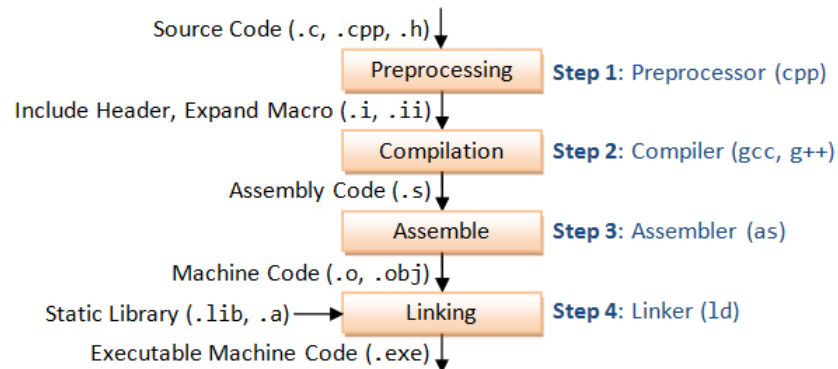 Source Code (.c, .cpp, .h)
Preprocessing
Step 1: Preprocessor (cpp)
Include Header, Expand Macro (.i, .ii)
Compilation
Step 2: Compiler (gcc, g++)
Assembly Code (.s)
Assemble
Step 3: Assembler (as)
Machine Code (.o, .obj)
Static Library (.lib, .a)
Linking
Step 4: Linker (ld)
Executable Machine Code (.exe)